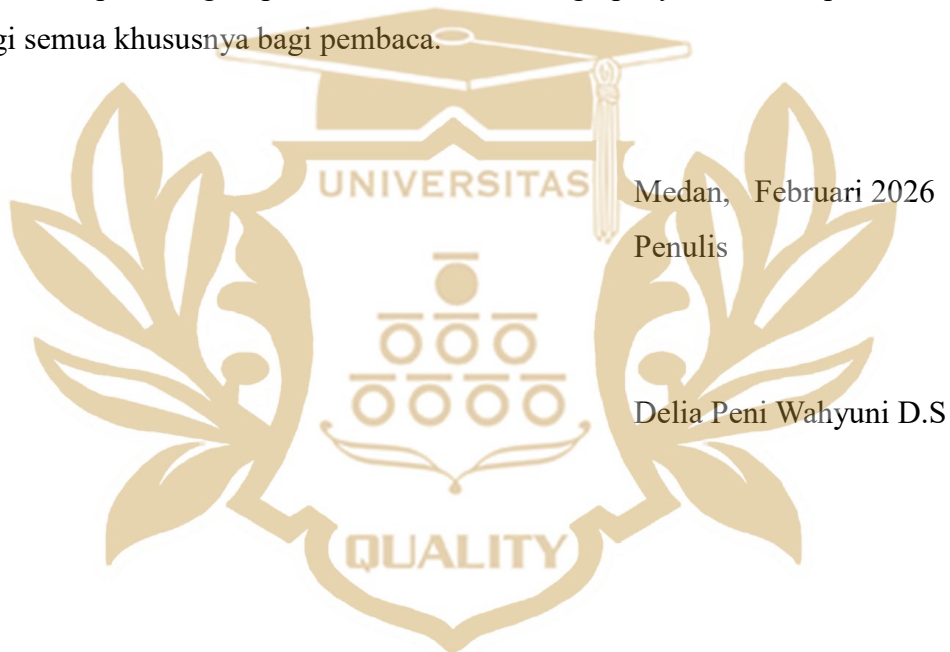 gi semua khususnya bagi pembaca.
UNIVERSITAS
Medan, Februari 2026
Penulis
Delia Peni Wahyuni D.S
QUALITY